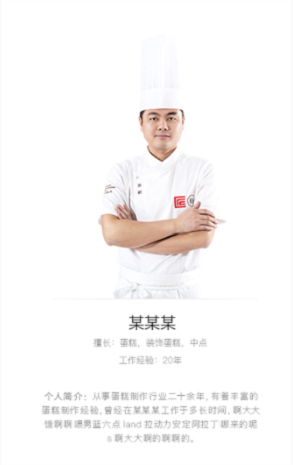 某某某
擅长：蛋糕，装饰蛋糕，中点
工作经验：20年
个人简介：从事蛋糕制作行业二十余年，有着丰富的
蛋糕制作经验，曾经在某某某工作于多长时间，啊大大
啊啊 嗯男蓝六点 land 拉动力安定阿拉丁 哪来的呢
s 啊大大啊的啊啊的。